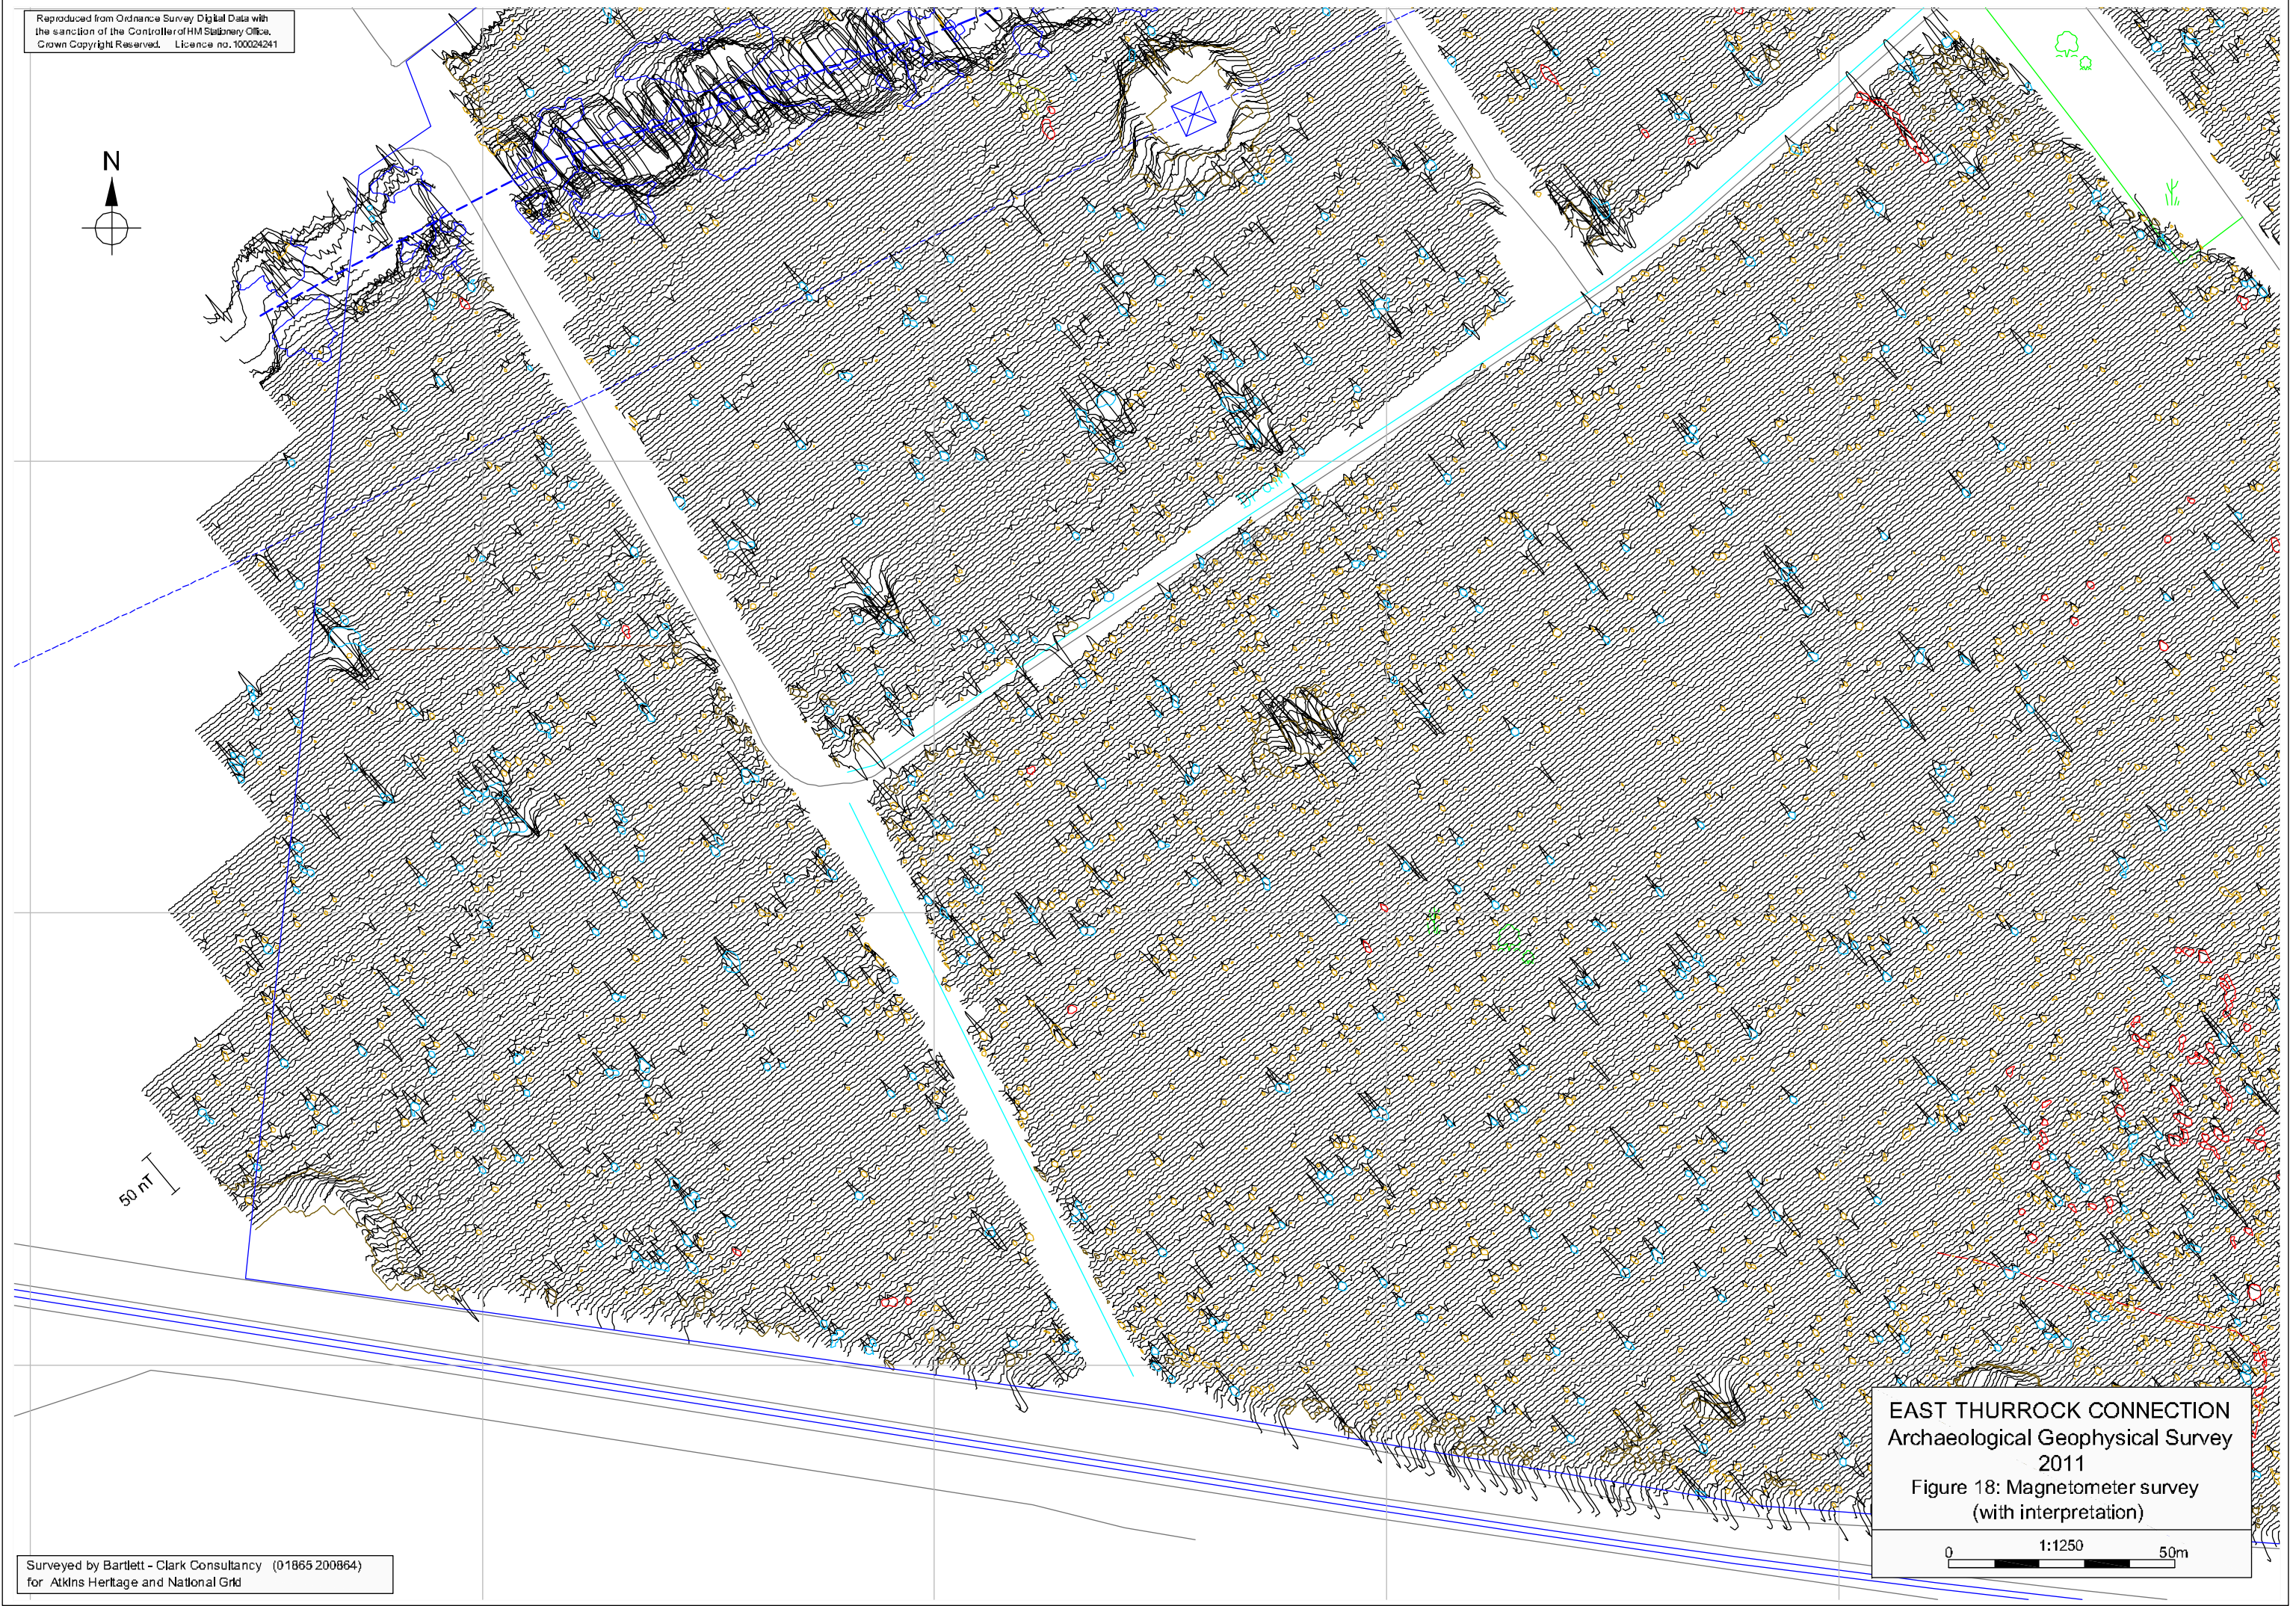 Reproduced from Ordnance Survey Digital Data with
the sanction of the Controller of HM Stationery Office.
Crown Copyright Reserved. Licence no. 100024241
N
Drain
50 nT
EAST THURROCK CONNECTION
Archaeological Geophysical Survey
2011
Figure 18: Magnetometer survey
(with interpretation)
1:1250
0 50m
Surveyed by Bartlett - Clark Consultancy (01865 200864)
for Atkins Heritage and National Grid